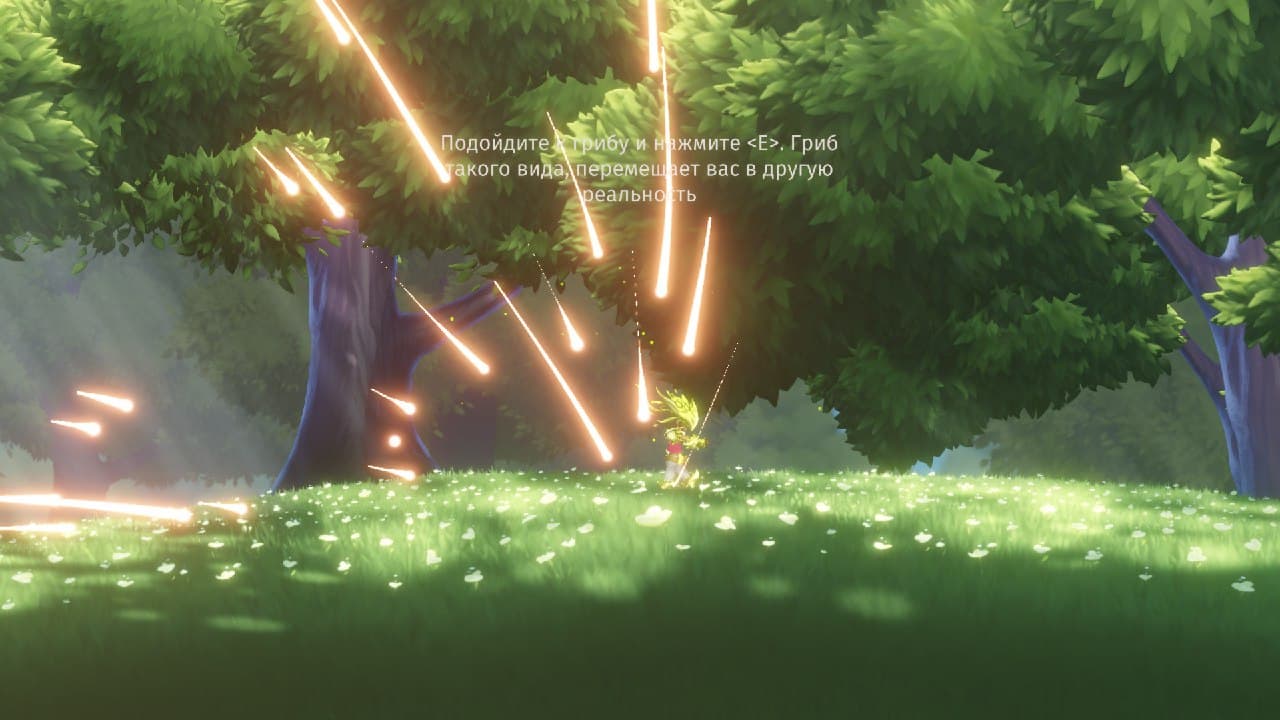 Подойдите к грибу и нажмите <E>. Гриб
такого вида, перемещает вас в другую
реальность